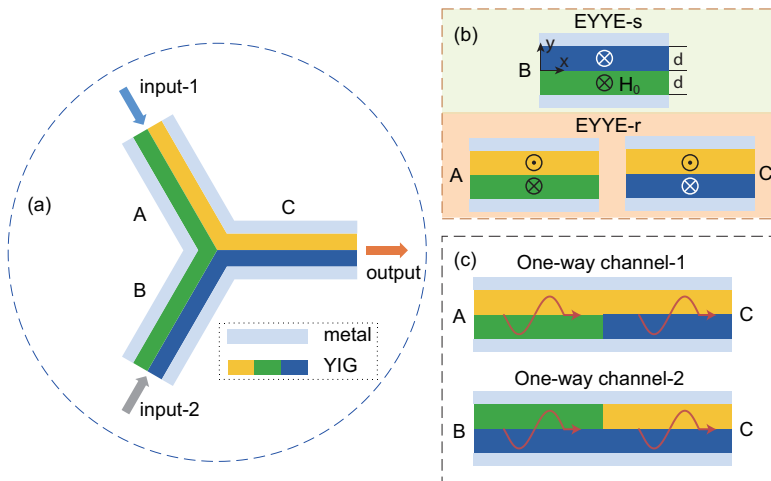 (a)
input-1
A
B
C
output
input-2
metal
YIG
(b)
EYYE-s
B
y
x
H₀
d
d
EYYE-r
A
C
(c)
One-way channel-1
A
C
One-way channel-2
B
C